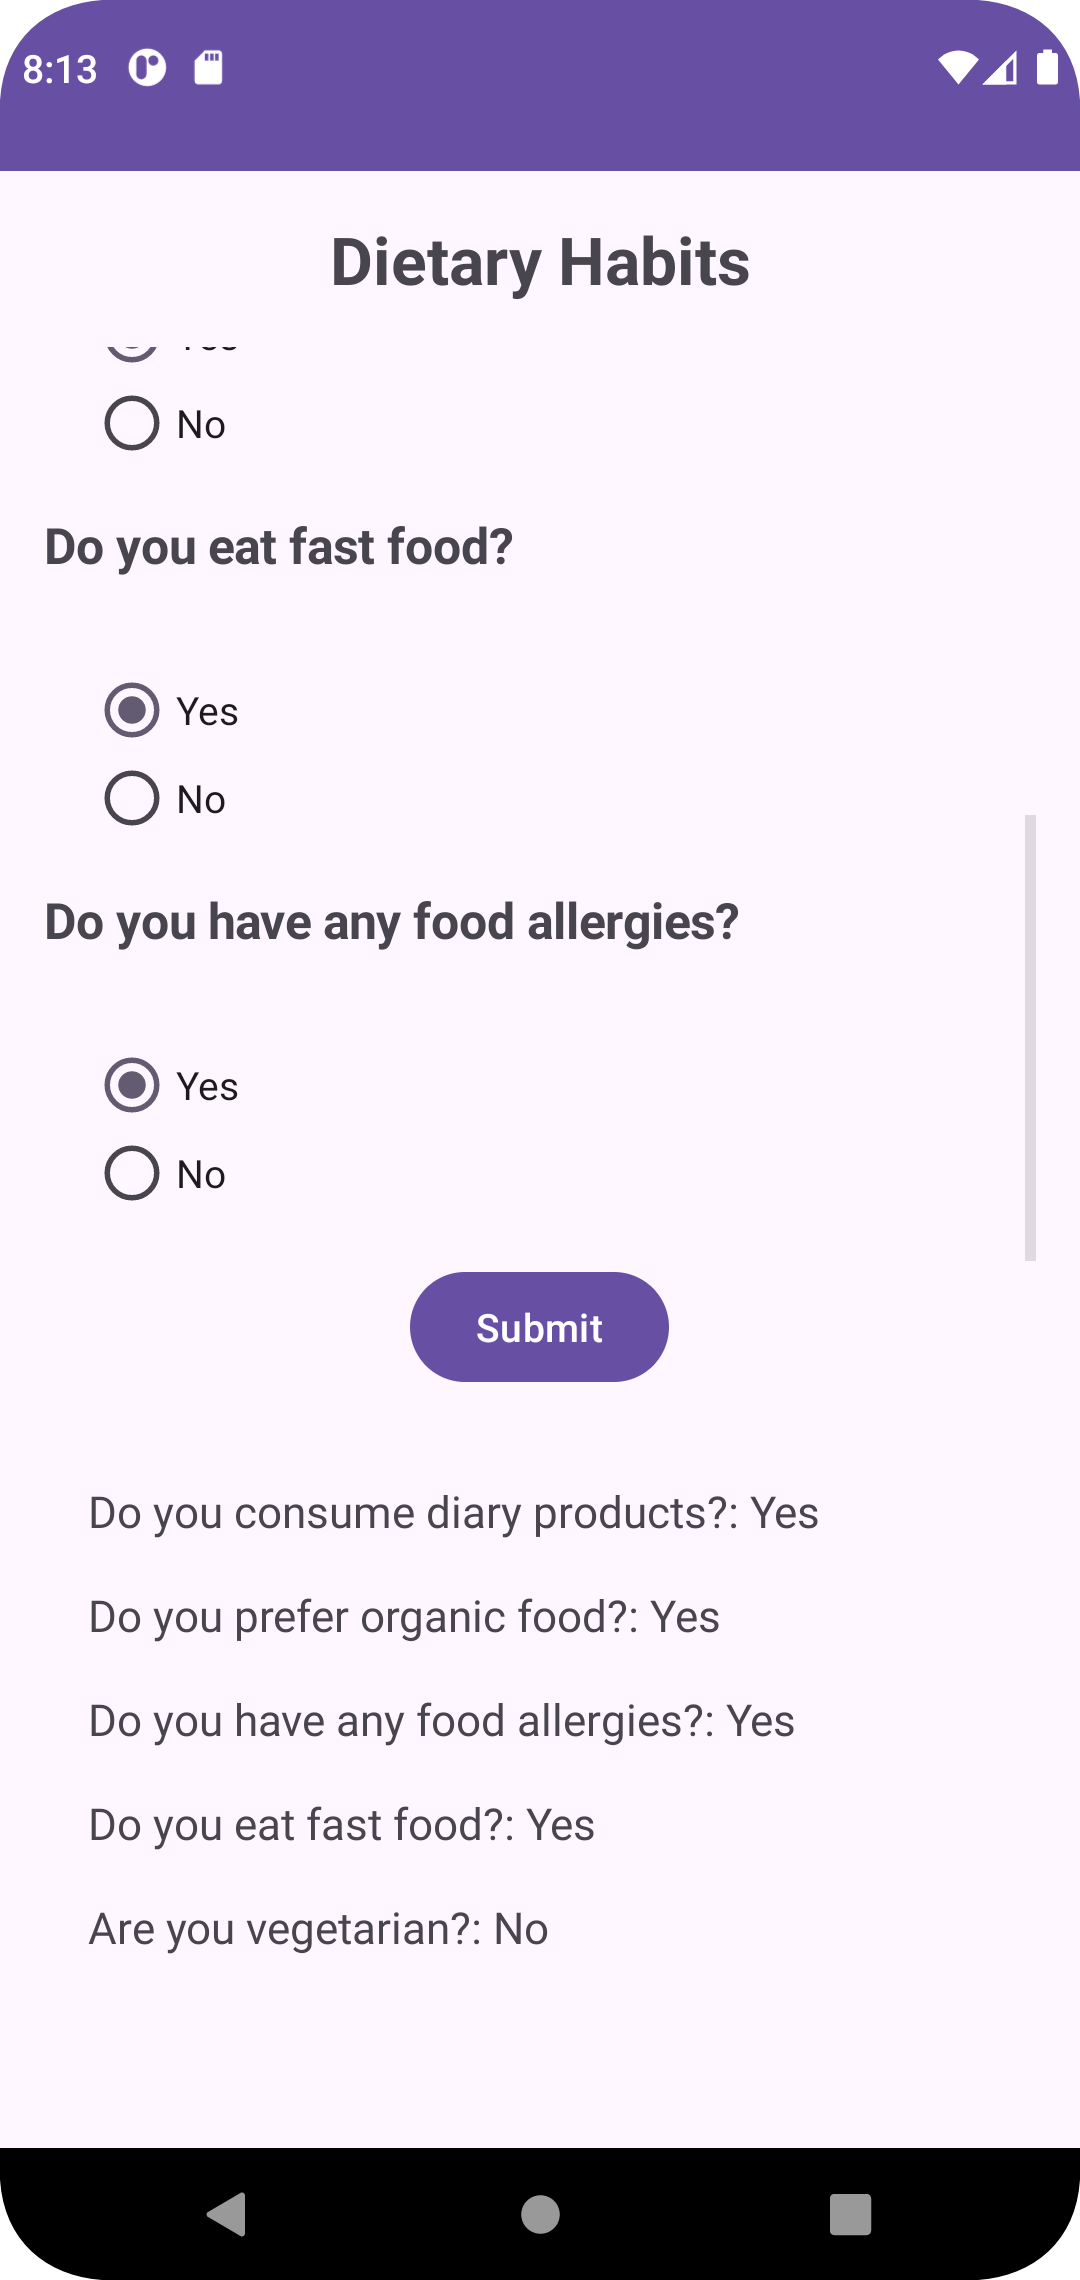 8:13
Dietary Habits
No
Do you eat fast food?
Yes
No
Do you have any food allergies?
Yes
No
Submit
Do you consume diary products?: Yes
Do you prefer organic food?: Yes
Do you have any food allergies?: Yes
Do you eat fast food?: Yes
Are you vegetarian?: No